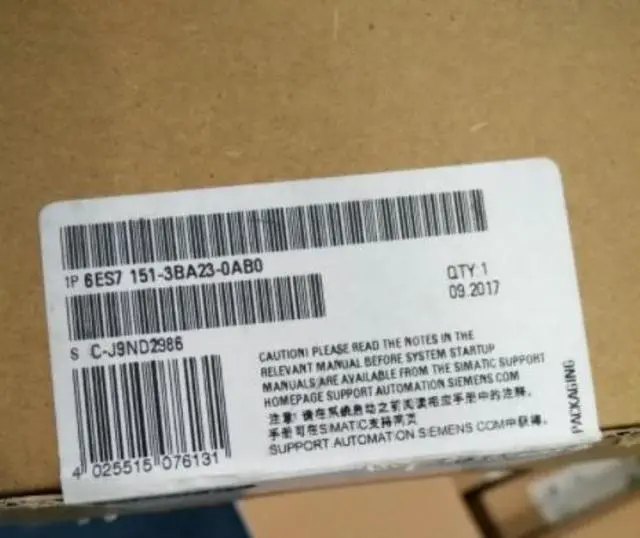 1P 6ES7 151-3BA23-0AB0
QTY:1
09.2017
S C-J9ND2986
CAUTION! PLEASE READ THE NOTES IN THE
RELEVANT MANUAL BEFORE SYSTEM STARTUP
MANUALS ARE AVAILABLE FROM THE SIMATIC SUPPORT
HOMEPAGE SUPPORT.AUTOMATION.SIEMENS.COM
注意! 请在系统启动之前阅读相应手册中的注释。
手册可在SIMATIC支持网页
SUPPORT.AUTOMATION.SIEMENS.COM中获得。
4 025515 076131
PACKAGING